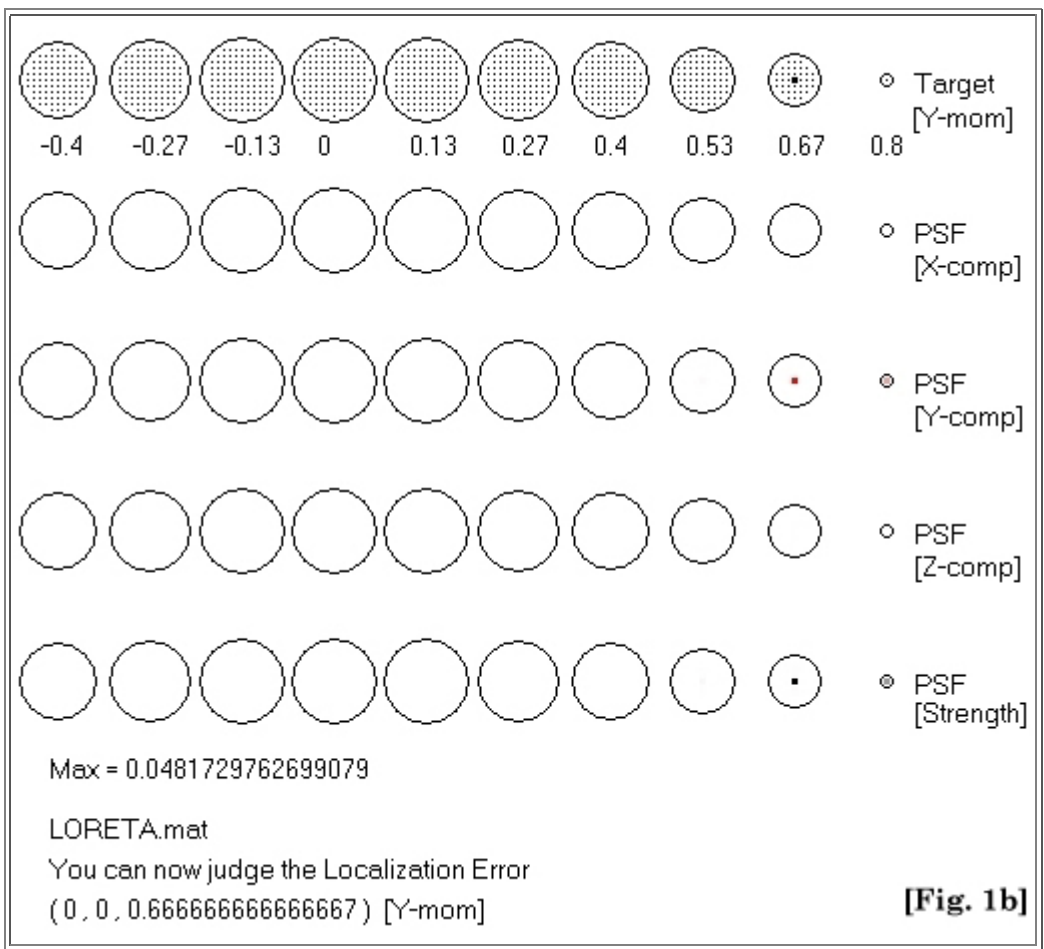 Target
[Y-mom]
-0.4 -0.27 -0.13 0 0.13 0.27 0.4 0.53 0.67 0.8
PSF
[X-comp]
PSF
[Y-comp]
PSF
[Z-comp]
PSF
[Strength]
Max = 0.0481729762699079
LORETA.mat
You can now judge the Localization Error
( 0 , 0 , 0.666666666666667 ) [Y-mom]
[Fig. 1b]